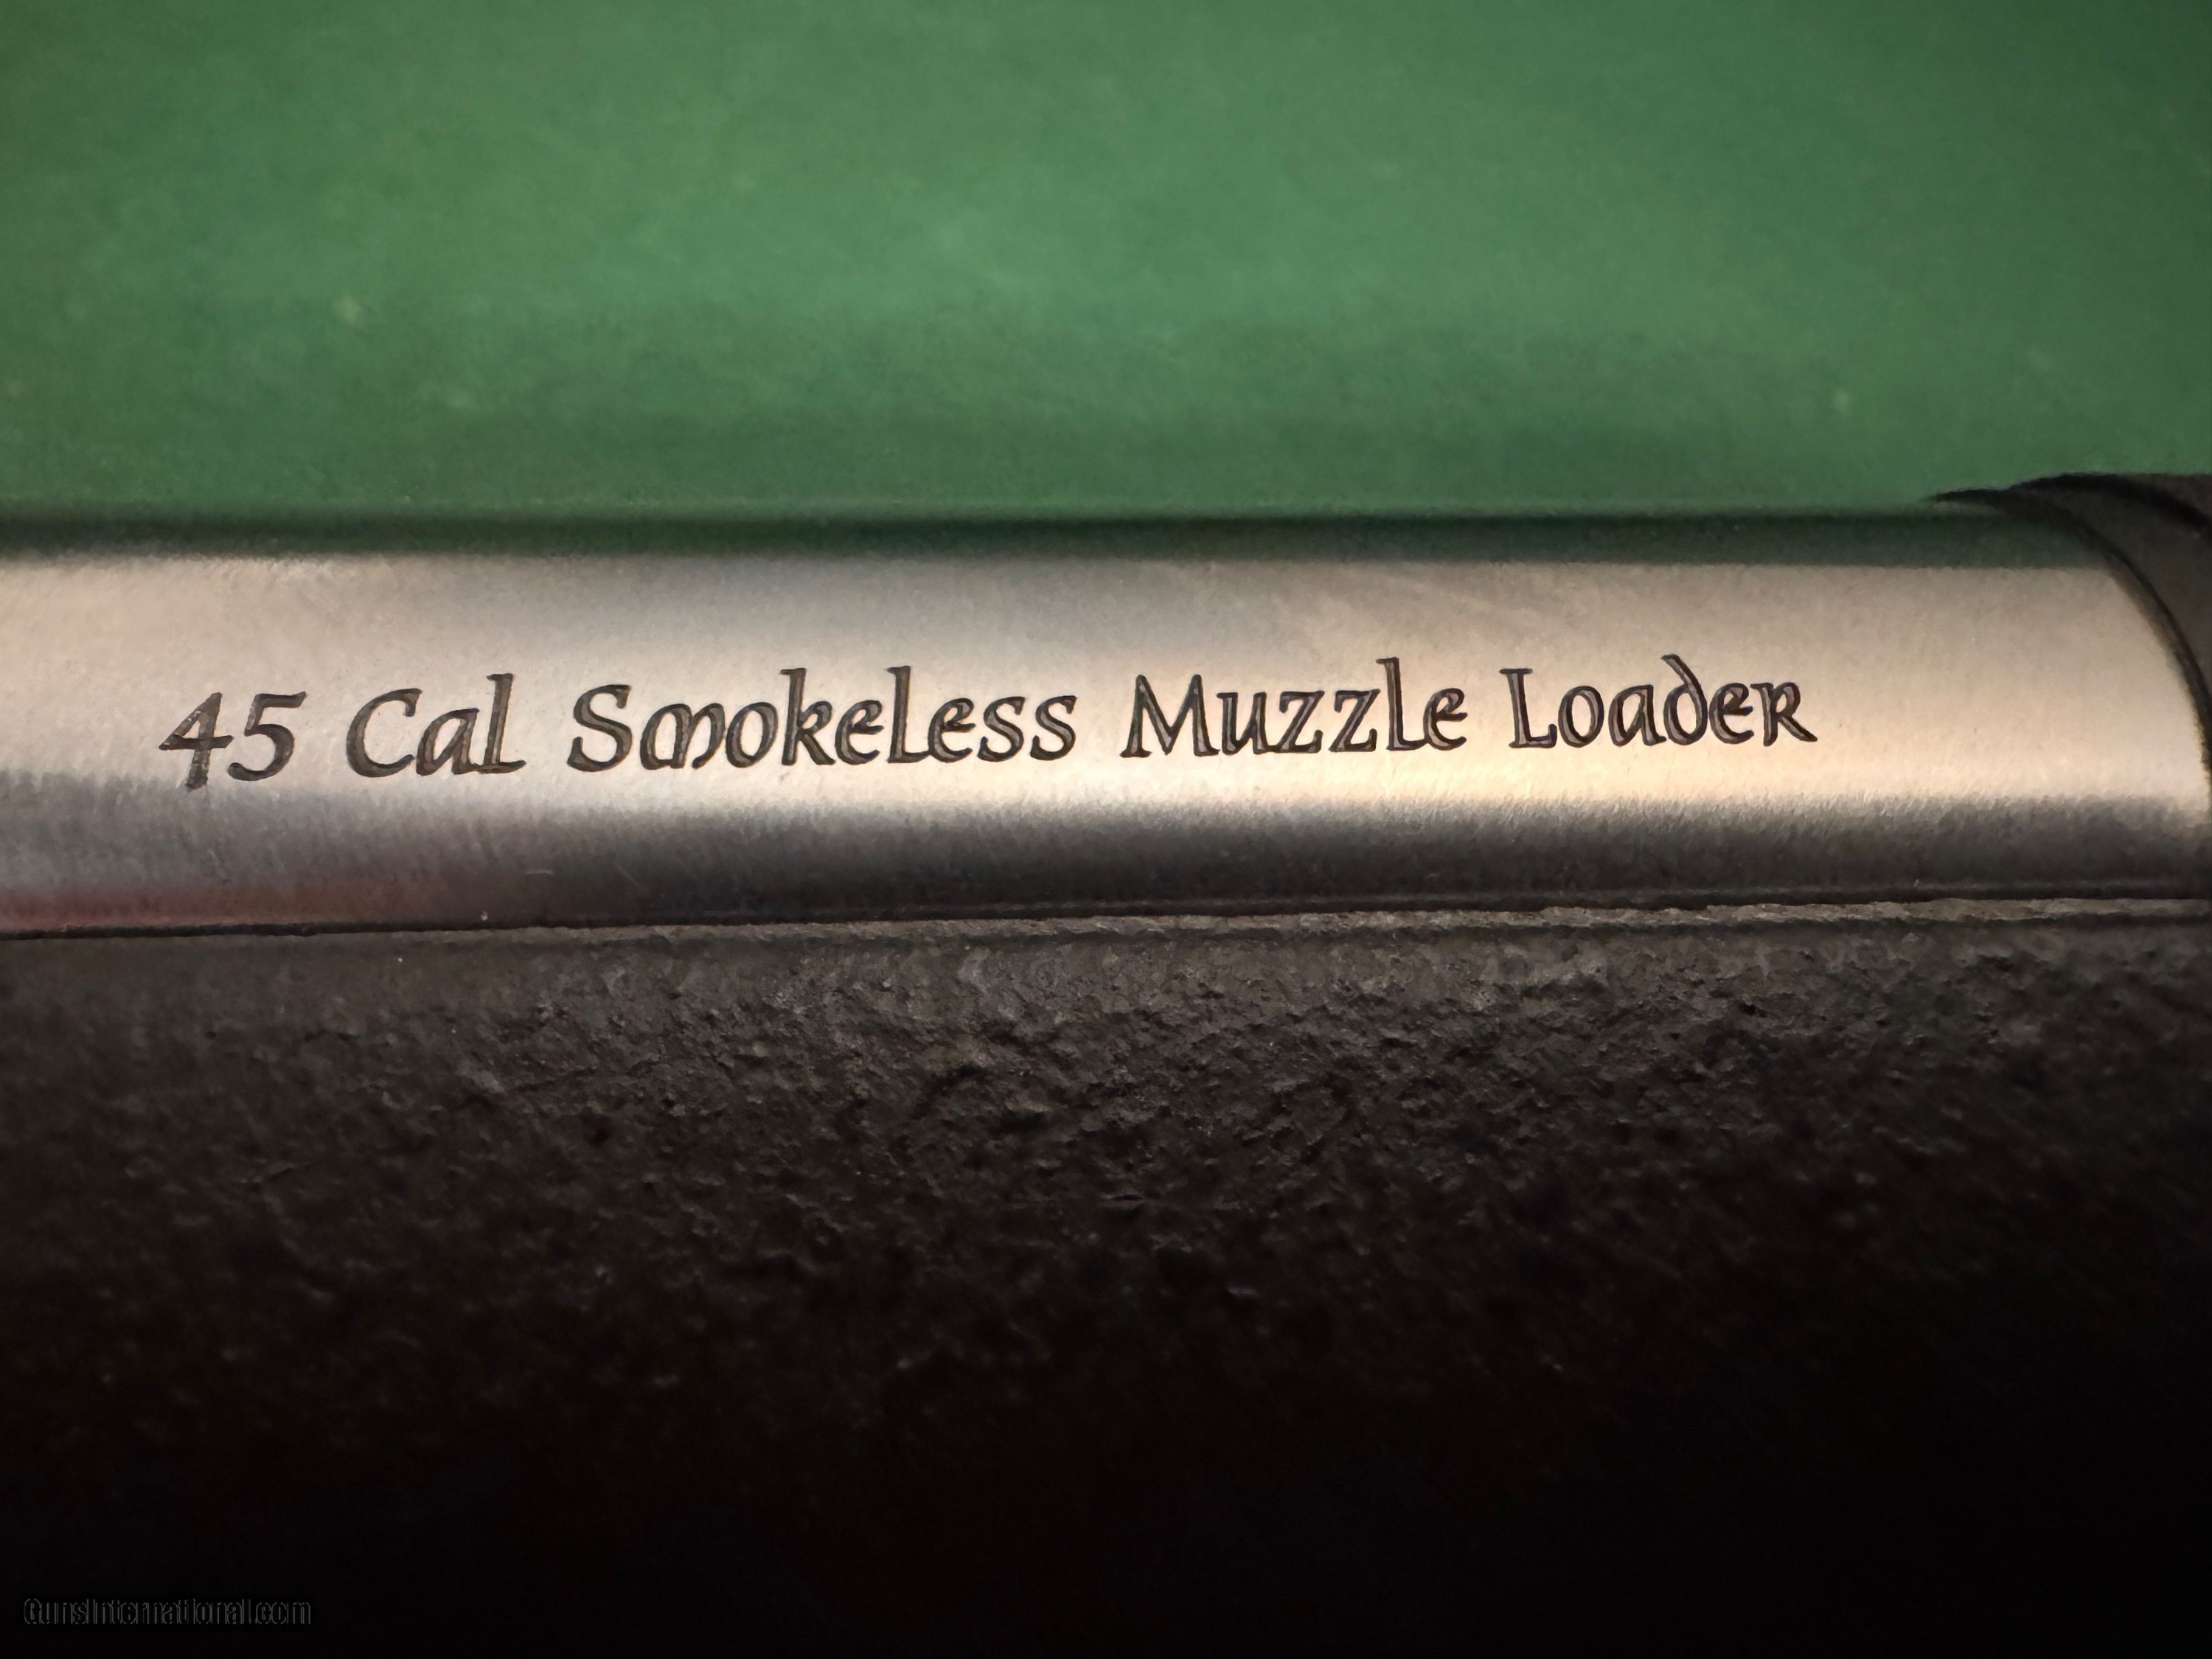 45 Cal Smokeless Muzzle Loader
GunsInternational.com